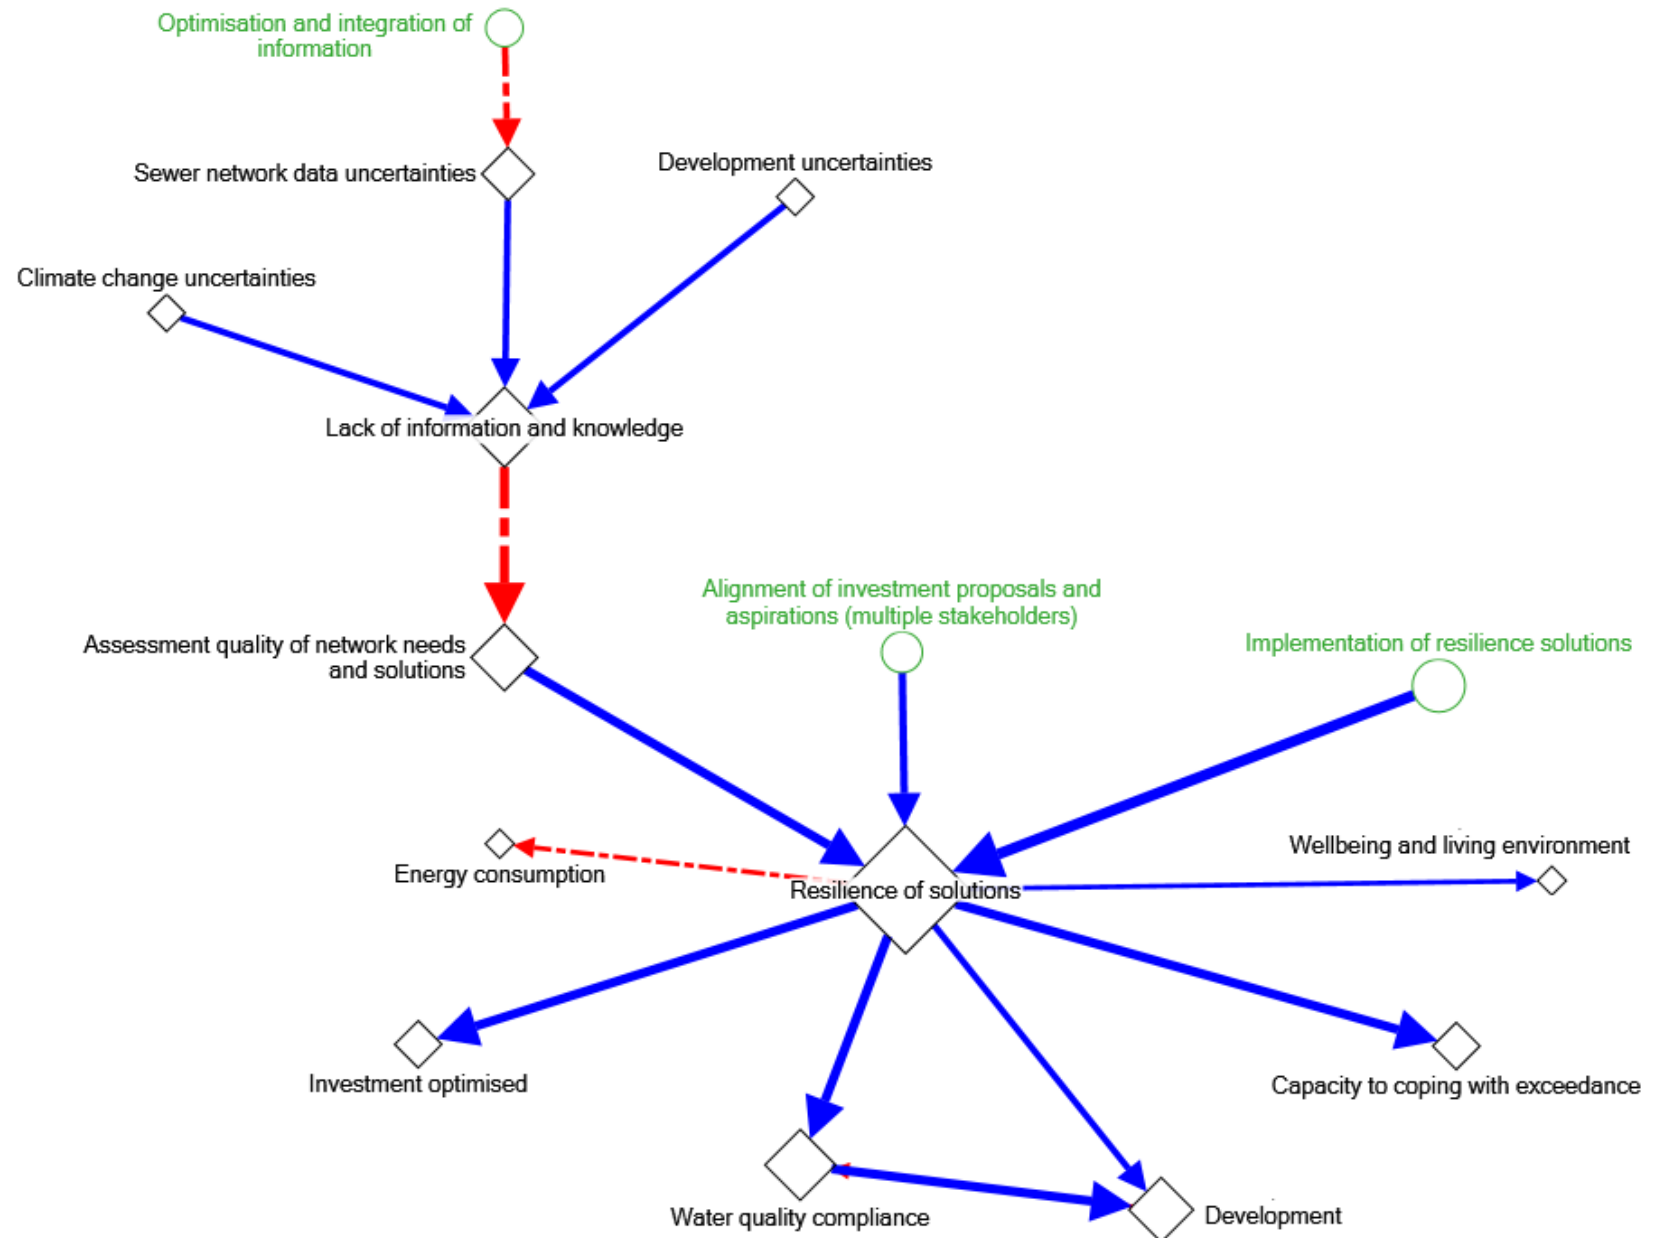 Optimisation and integration of
information
Sewer network data uncertainties
Development uncertainties
Climate change uncertainties
Lack of information and knowledge
Alignment of investment proposals and
aspirations (multiple stakeholders)
Assessment quality of network needs
and solutions
Implementation of resilience solutions
Energy consumption
Resilience of solutions
Wellbeing and living environment
Investment optimised
Capacity to coping with exceedance
Water quality compliance
Development